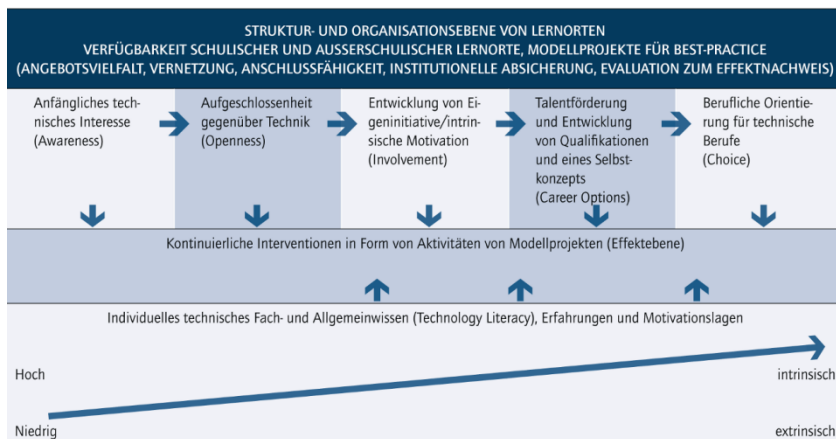 STRUKTUR- UND ORGANISATIONSEBENE VON LERNORTEN
VERFÜGBARKEIT SCHULISCHER UND AUSSERSCHULISCHER LERNORTE, MODELLPROJEKTE FÜR BEST-PRACTICE
(ANGEBOTSVIELFALT, VERNETZUNG, ANSCHLUSSFÄHIGKEIT, INSTITUTIONELLE ABSICHERUNG, EVALUATION ZUM EFFEKTNACHWEIS)
Anfängliches tech-
nisches Interesse
(Awareness)
Aufgeschlossenheit
gegenüber Technik
(Openness)
Entwicklung von Ei-
geninitiative/intrin-
sische Motivation
(Involvement)
Talentförderung
und Entwicklung
von Qualifikationen
und eines Selbst-
konzepts
(Career Options)
Berufliche Orientie-
rung für technische
Berufe
(Choice)
Kontinuierliche Interventionen in Form von Aktivitäten von Modellprojekten (Effektebene)
Individuelles technisches Fach- und Allgemeinwissen (Technology Literacy), Erfahrungen und Motivationslagen
Hoch
intrinsisch
Niedrig
extrinsisch